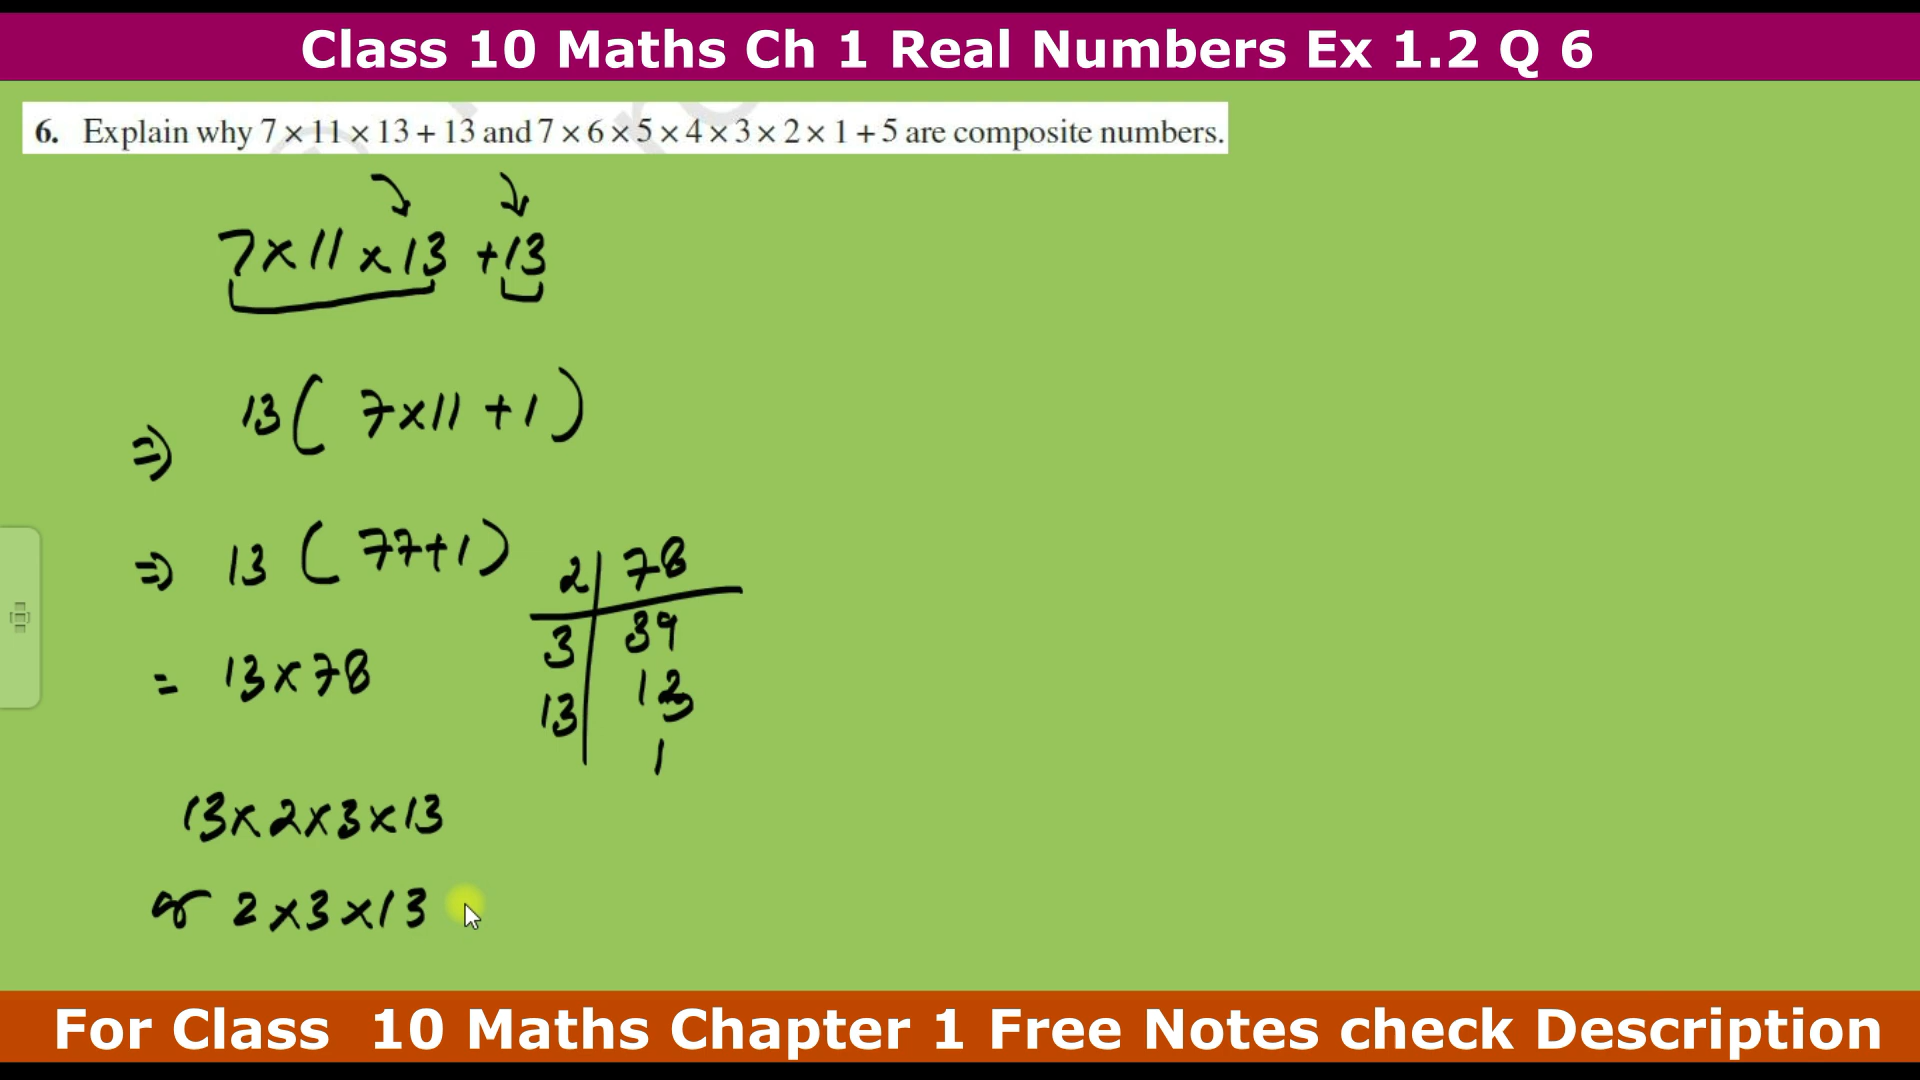 Class 10 Maths Ch 1 Real Numbers Ex 1.2 Q 6
6. Explain why 7 × 11 × 13 + 13 and 7 × 6 × 5 × 4 × 3 × 2 × 1 + 5 are composite numbers.
7 × 11 × 13 + 13
⇒ 13 ( 7 × 11 + 1 )
⇒ 13 ( 77 + 1 )
2 | 78
3 | 39
13 | 13
1
= 13 × 78
13 × 2 × 3 × 13
or 2 × 3 × 13
For Class 10 Maths Chapter 1 Free Notes check Description